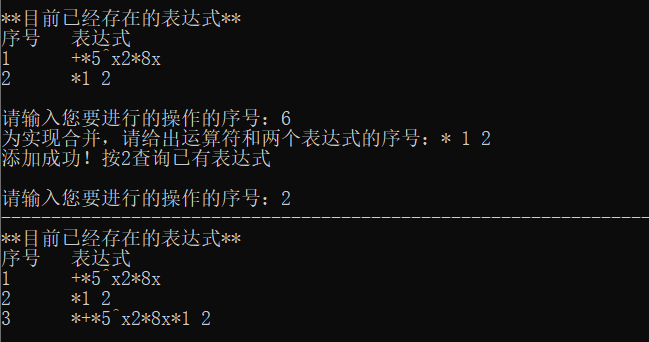 **目前已经存在的表达式**
序号 表达式
1 +*5^x2*8x
2 *1 2
请输入您要进行的操作的序号：6
为实现合并，请给出运算符和两个表达式的序号：* 1 2
添加成功！按2查询已有表达式
请输入您要进行的操作的序号：2
--------------------------------------------------------------------------------
**目前已经存在的表达式**
序号 表达式
1 +*5^x2*8x
2 *1 2
3 *+*5^x2*8x*1 2